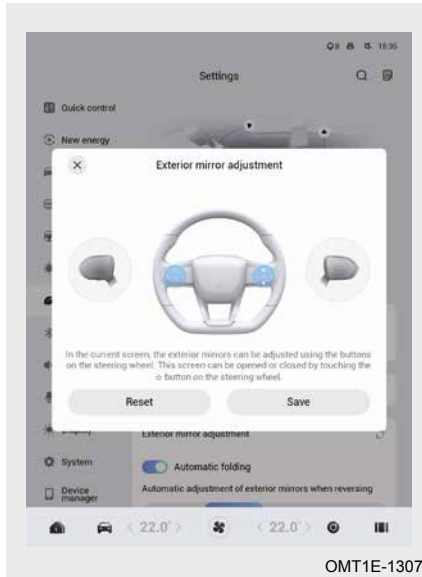 15:35
Settings
Quick control
New energy
Exterior mirror adjustment
In the current screen, the exterior mirrors can be adjusted using the buttons
on the steering wheel. This screen can be opened or closed by touching the
☆ button on the steering wheel.
Reset
Save
Exterior mirror adjustment
System
Automatic folding
Device
manager
Automatic adjustment of exterior mirrors when reversing
< 22.0° >
< 22.0° >
OMT1E-1307